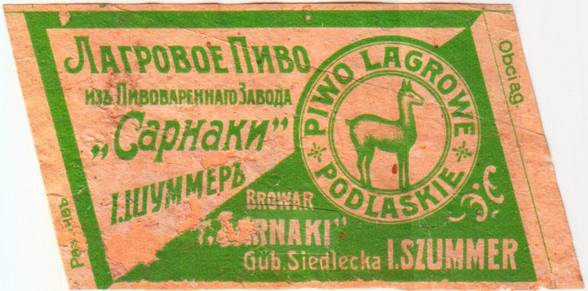 Лагровое Пиво
изъ Пивовареннаго Завода
„Сарнаки"
І.Шуммеръ
PIWO LAGROWE
PODLASKIE
BROWAR
I.SZUMMER
Gub. Siedlecka
Obciąg.